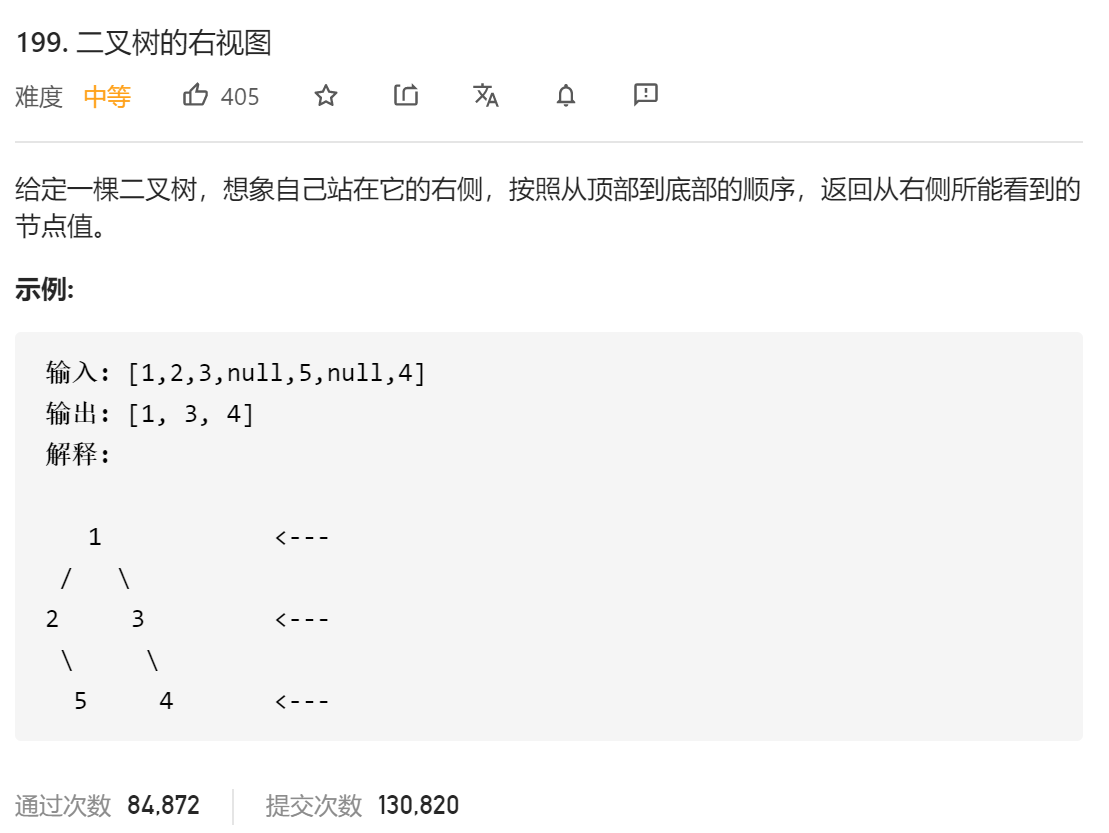 199. 二叉树的右视图
难度 中等 405
给定一棵二叉树，想象自己站在它的右侧，按照从顶部到底部的顺序，返回从右侧所能看到的
节点值。
示例:
输入: [1,2,3,null,5,null,4]
输出: [1, 3, 4]
解释:
   1            <---
 /   \
2     3         <---
 \     \
  5     4       <---
通过次数 84,872 提交次数 130,820